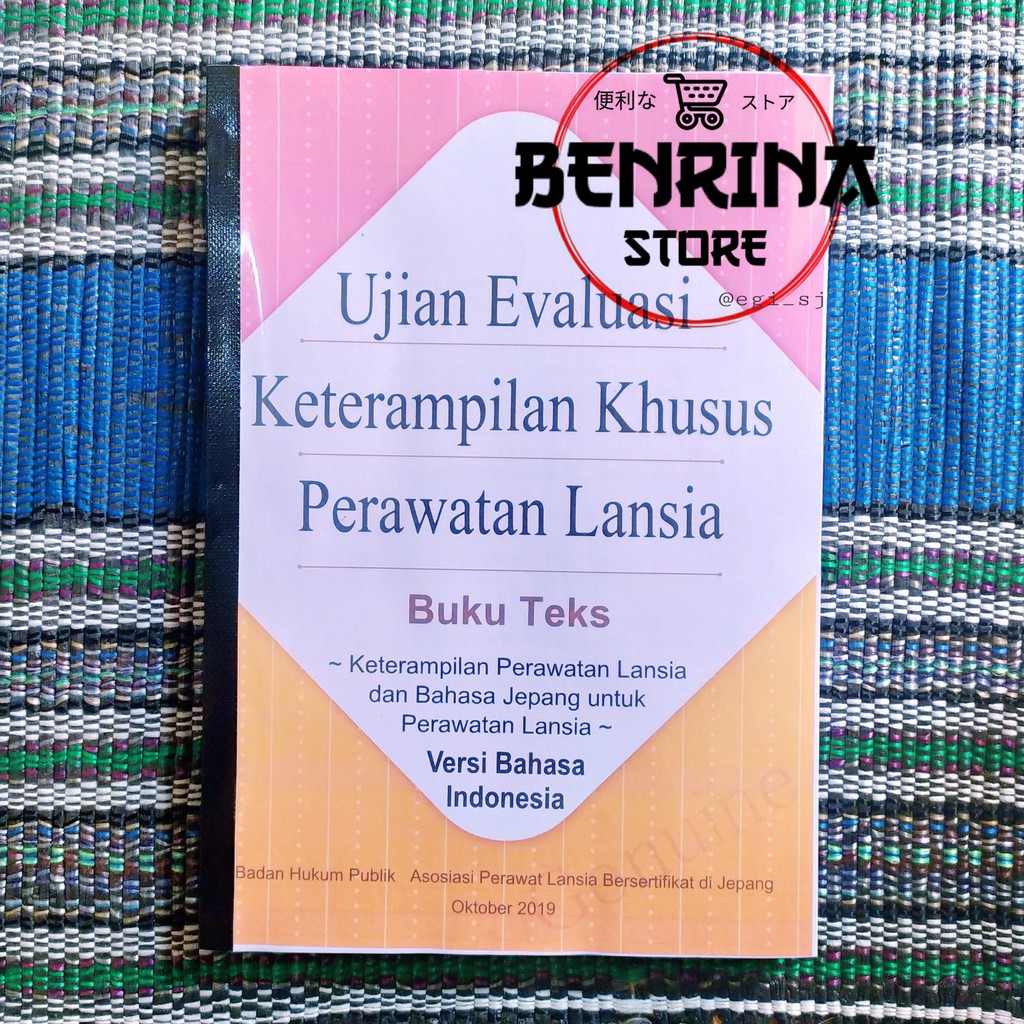 便利な ストア
BENRINA
STORE
@egi_sj
Ujian Evaluasi
Keterampilan Khusus
Perawatan Lansia
Buku Teks
~ Keterampilan Perawatan Lansia
dan Bahasa Jepang untuk
Perawatan Lansia ~
Versi Bahasa
Indonesia
genuine
Badan Hukum Publik Asosiasi Perawat Lansia Bersertifikat di Jepang
Oktober 2019